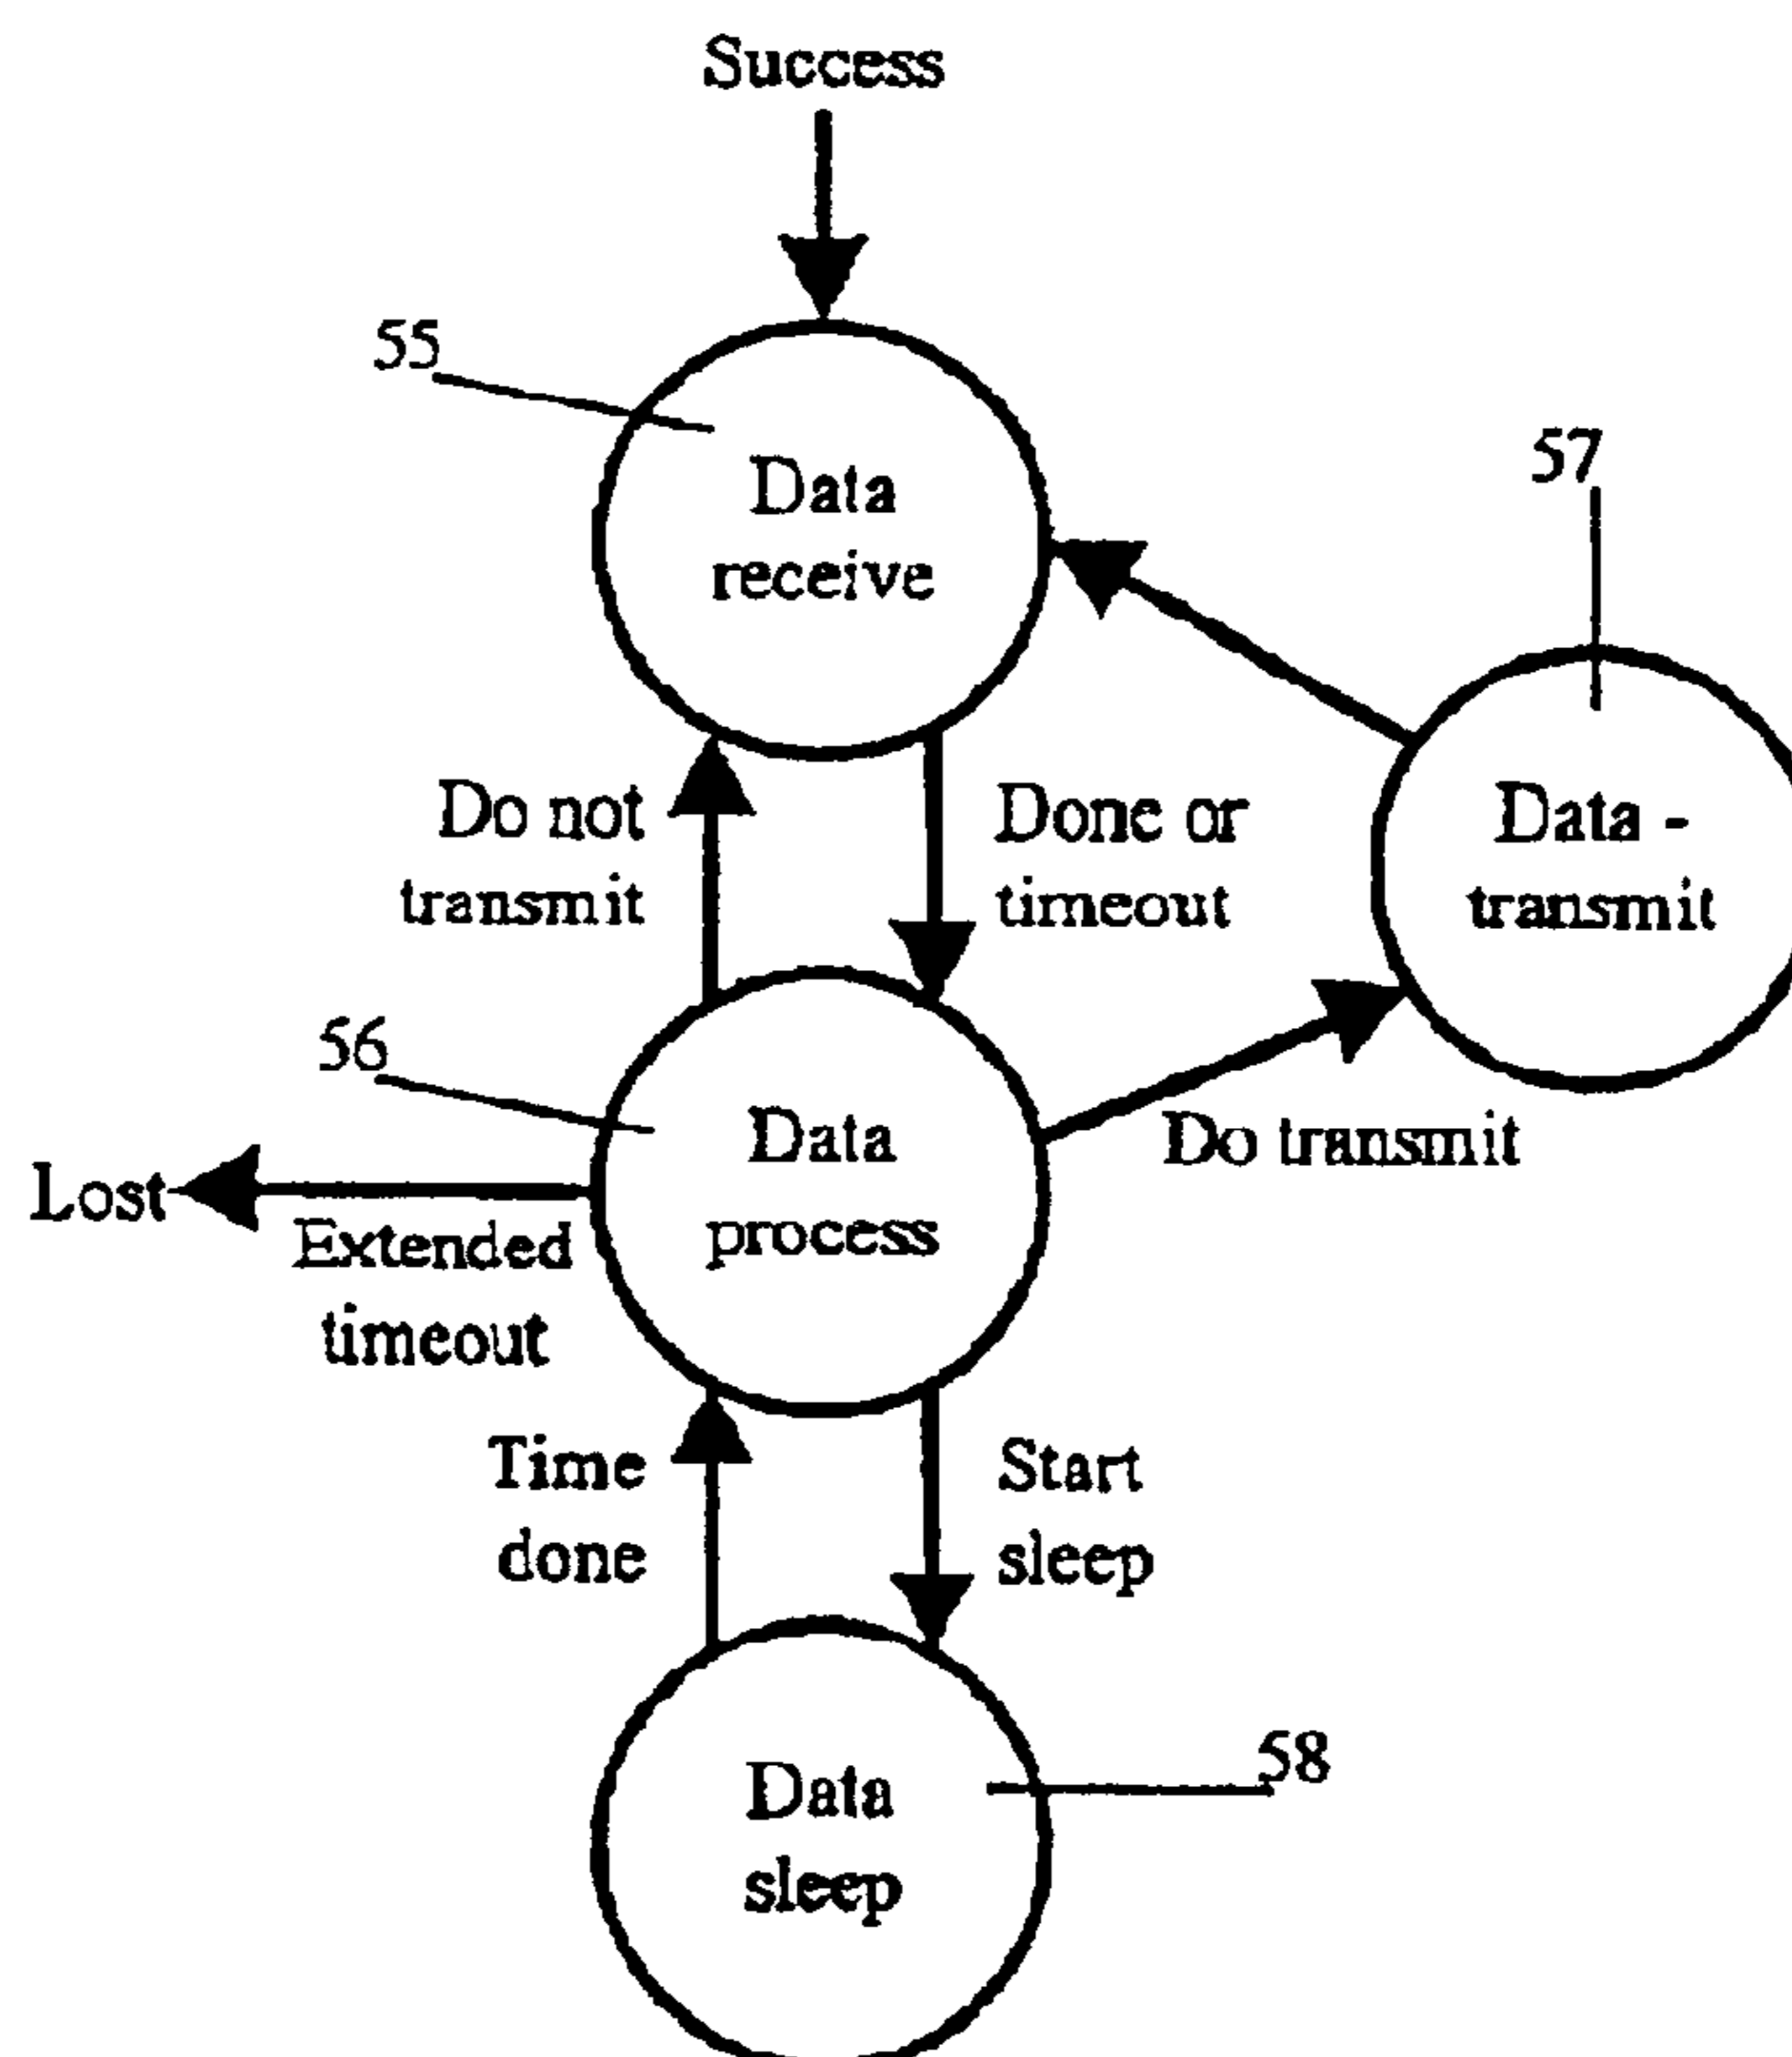 Success
55
Data
receive
57
Do not
transmit
Done or
timeout
Data -
transmit
56
Data
process
Do transmit
Lost
Extended
timeout
Time
done
Start
sleep
58
Data
sleep